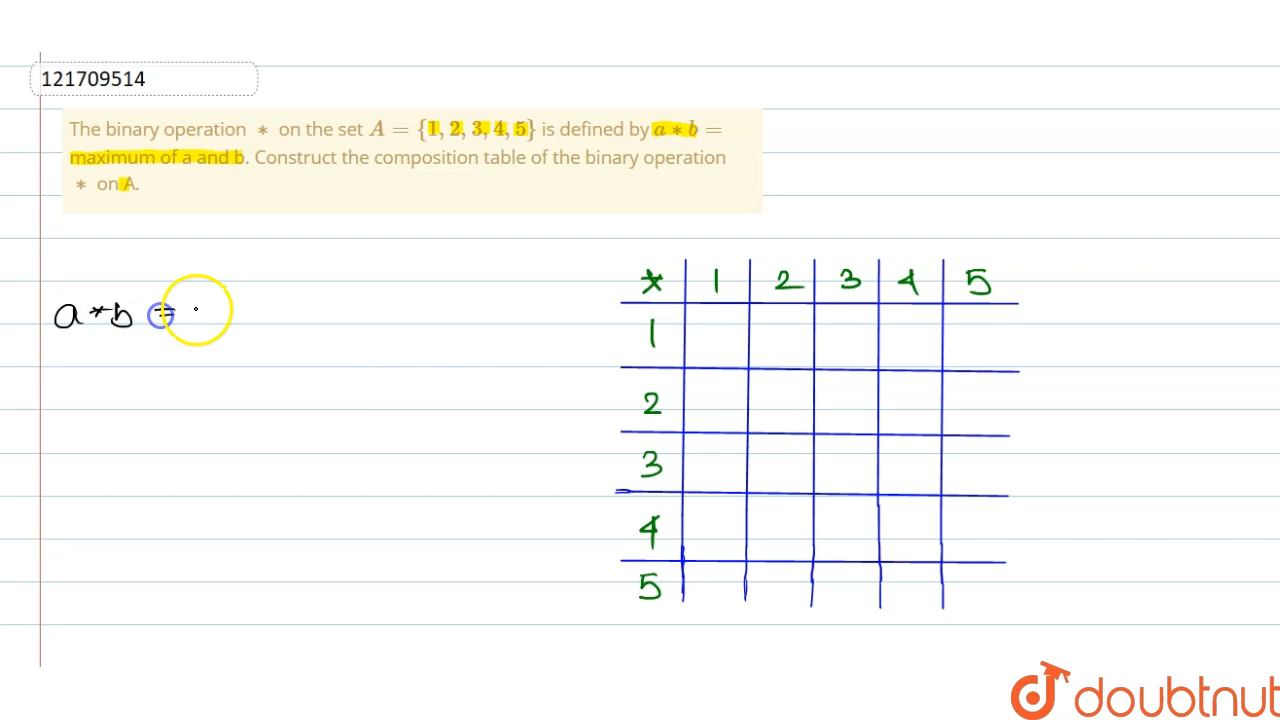 121709514
The binary operation ∗ on the set A = {1, 2, 3, 4, 5} is defined by a ∗ b =
maximum of a and b. Construct the composition table of the binary operation
∗ on A.
a * b =
* 1 2 3 4 5
1
2
3
4
5
doubtnut